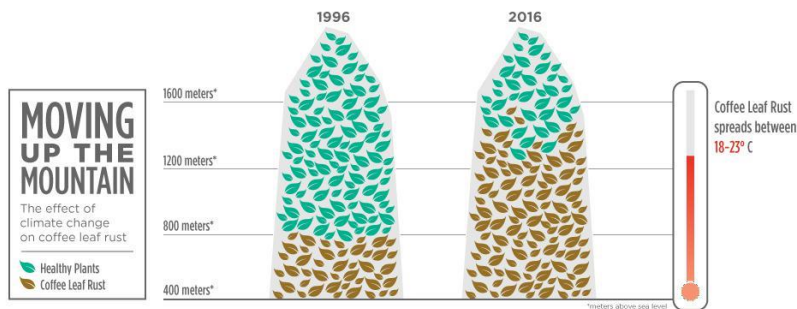 1996
2016
MOVING
UP THE
MOUNTAIN
The effect of
climate change
on coffee leaf rust
Healthy Plants
Coffee Leaf Rust
1600 meters*
1200 meters*
800 meters*
400 meters*
Coffee Leaf Rust
spreads between
18-23° C
*meters above sea level